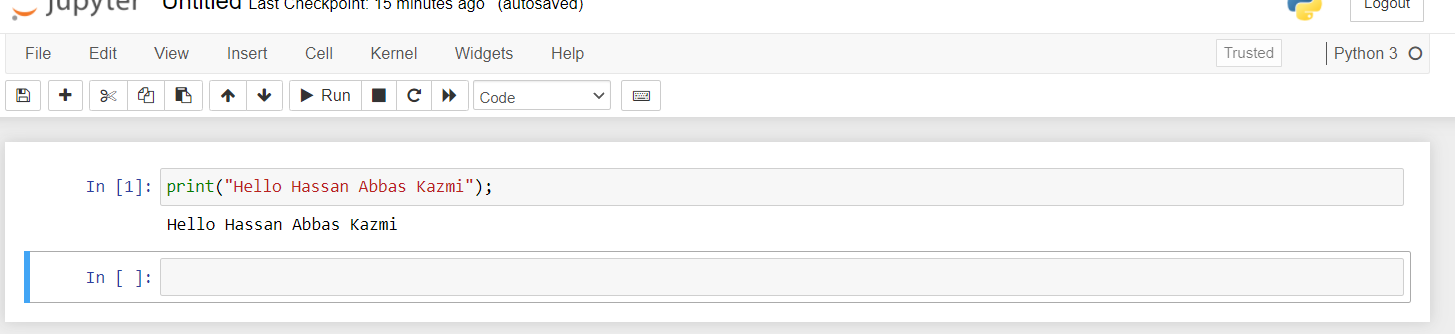 jupyter Untitled Last Checkpoint: 15 minutes ago (autosaved) Logout
File Edit View Insert Cell Kernel Widgets Help Trusted Python 3
Run Code
In [1]: print("Hello Hassan Abbas Kazmi");
Hello Hassan Abbas Kazmi
In [ ]: